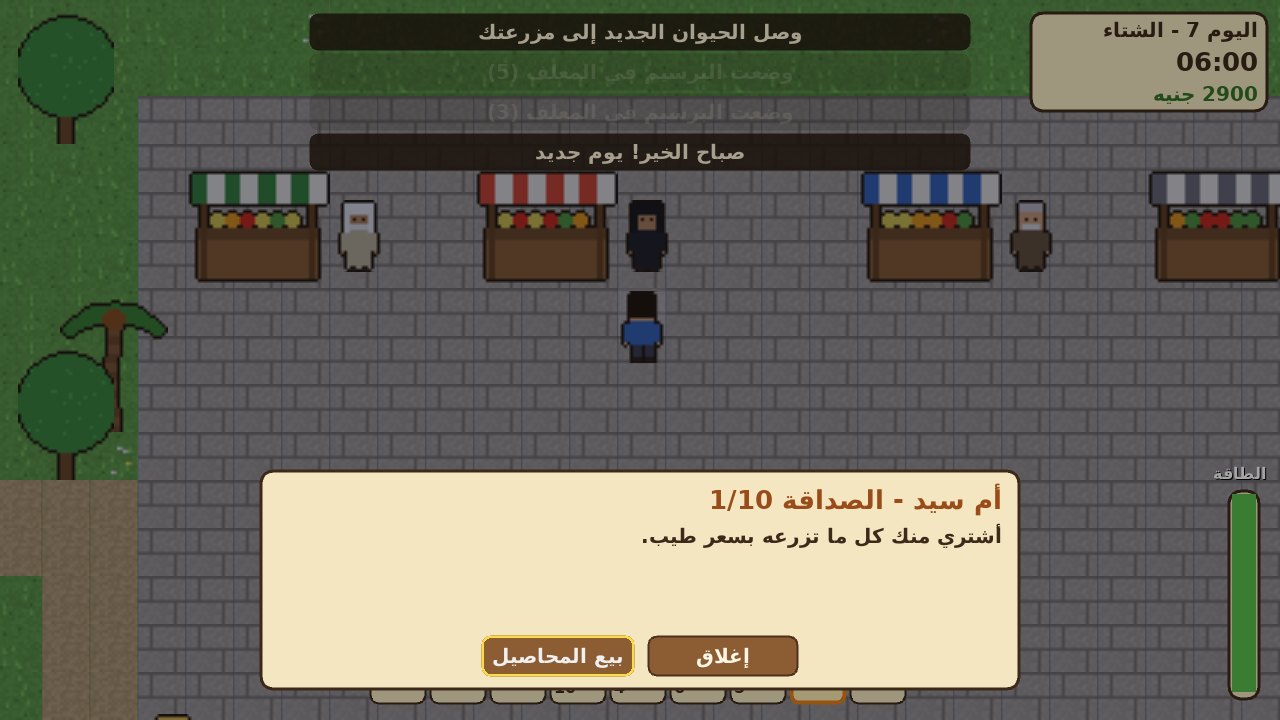 وصل الحيوان الجديد إلى مزرعتك
وضعت البرسيم في المعلف (5)
وضعت البرسيم في المعلف (3)
صباح الخير! يوم جديد
اليوم 7 - الشتاء
06:00
2900 جنيه
الطاقة
أم سيد - الصداقة 1/10
أشتري منك كل ما تزرعه بسعر طيب.
إغلاق
بيع المحاصيل